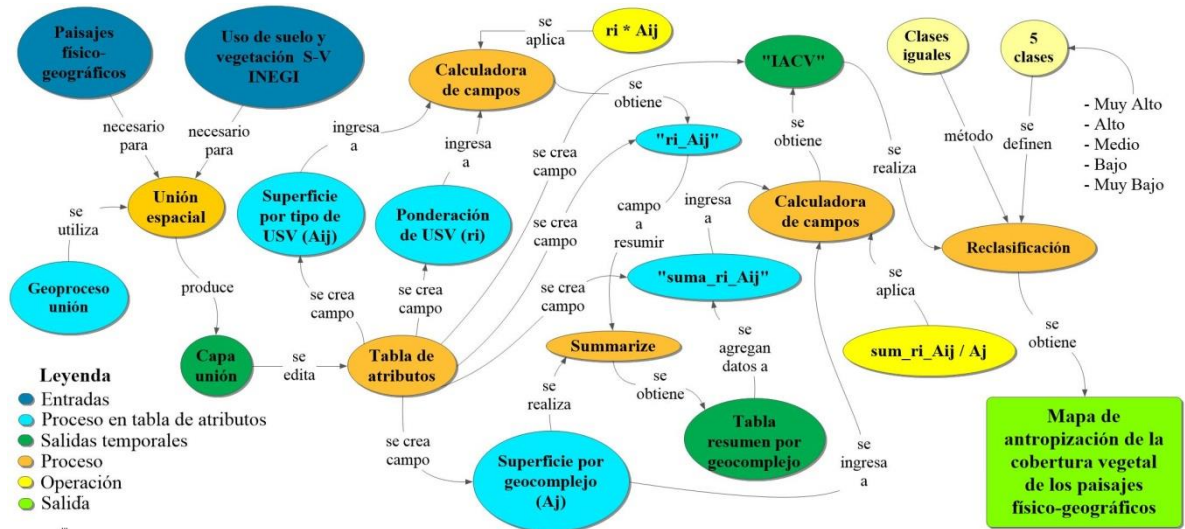 Paisajes
físico-
geográficos
Uso de suelo y
vegetación S-V
INEGI
necesario
para
necesario
para
Unión
espacial
se
utiliza
Geoproceso
unión
produce
Capa
unión
se
edita
Tabla de
atributos
se crea
campo
Superficie
por tipo de
USV (Aij)
ingresa
a
se crea
campo
Ponderación
de USV (ri)
ingresa
a
Calculadora
de campos
se
aplica
ri * Aij
se
obtiene
"ri_Aij"
se crea
campo
se crea
campo
se crea
campo
campo
a
resumir
"suma_ri_Aij"
ingresa
a
Summarize
se
realiza
se
obtiene
se
agregan
datos a
Tabla
resumen por
geocomplejo
se crea
campo
Superficie por
geocomplejo
(Aj)
se
ingresa
a
"IACV"
se
obtiene
Calculadora
de campos
se
aplica
sum_ri_Aij / Aj
se
realiza
Clases
iguales
método
5
clases
se
definen
- Muy Alto
- Alto
- Medio
- Bajo
- Muy Bajo
Reclasificación
se
obtiene
Mapa de
antropización de la
cobertura vegetal
de los paisajes
físico-geográficos
Leyenda
Entradas
Proceso en tabla de atributos
Salidas temporales
Proceso
Operación
Salida